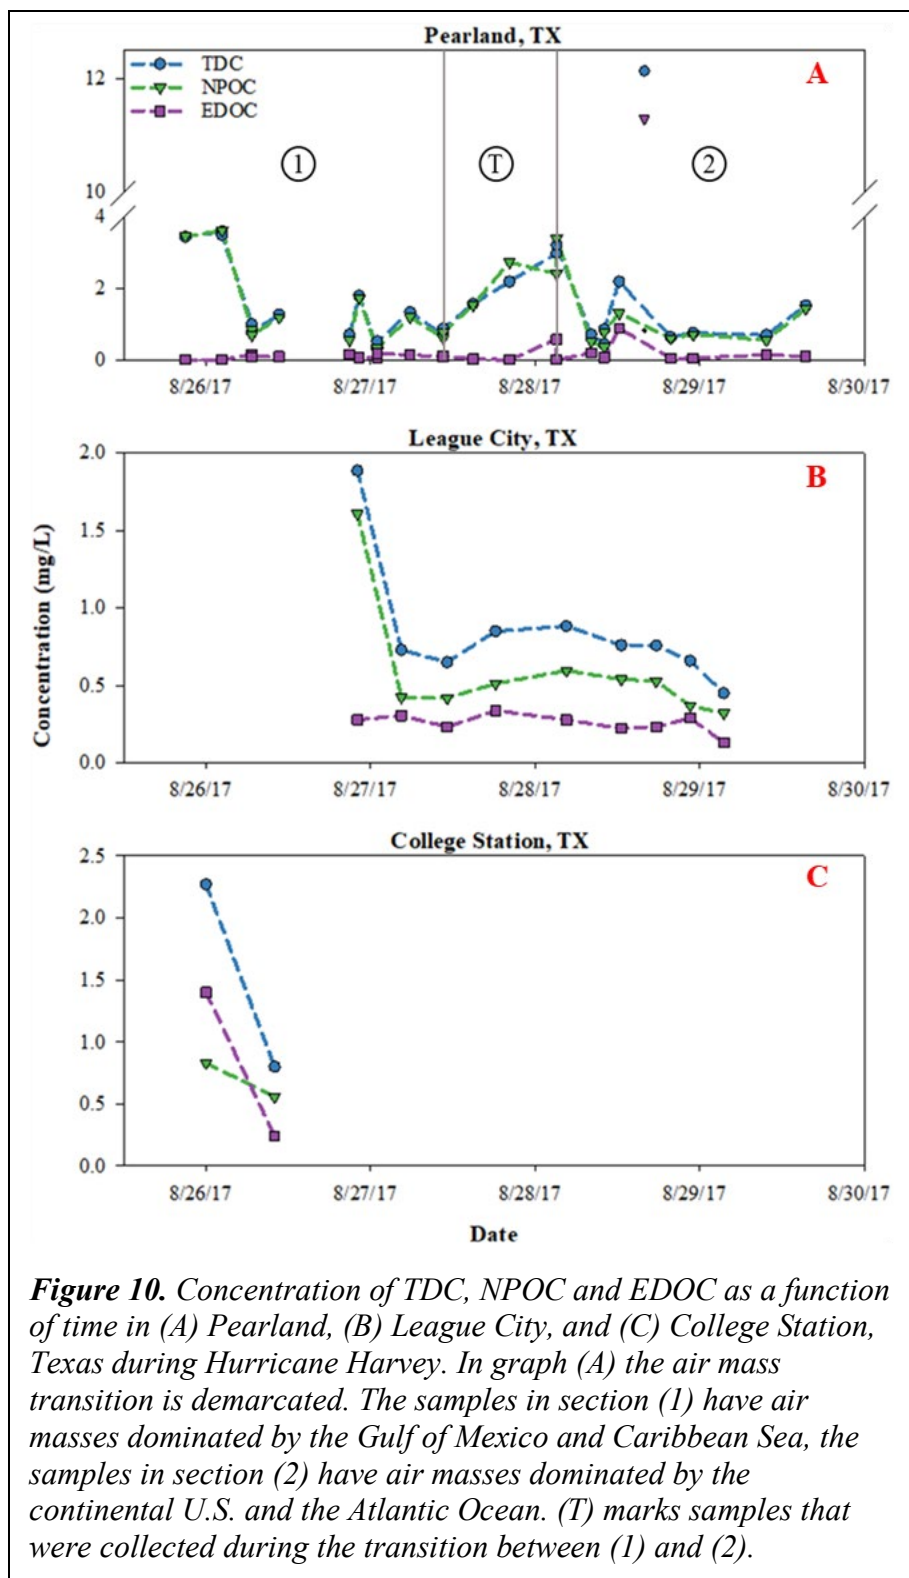 Pearland, TX
TDC
NPOC
EDOC
A
12
1
T
2
10
4
2
0
8/26/17 8/27/17 8/28/17 8/29/17 8/30/17
League City, TX
2.0
B
1.5
1.0
0.5
0.0
Concentration (mg/L)
8/26/17 8/27/17 8/28/17 8/29/17 8/30/17
College Station, TX
2.5
C
2.0
1.5
1.0
0.5
0.0
8/26/17 8/27/17 8/28/17 8/29/17 8/30/17
Date
Figure 10. Concentration of TDC, NPOC and EDOC as a function
of time in (A) Pearland, (B) League City, and (C) College Station,
Texas during Hurricane Harvey. In graph (A) the air mass
transition is demarcated. The samples in section (1) have air
masses dominated by the Gulf of Mexico and Caribbean Sea, the
samples in section (2) have air masses dominated by the
continental U.S. and the Atlantic Ocean. (T) marks samples that
were collected during the transition between (1) and (2).